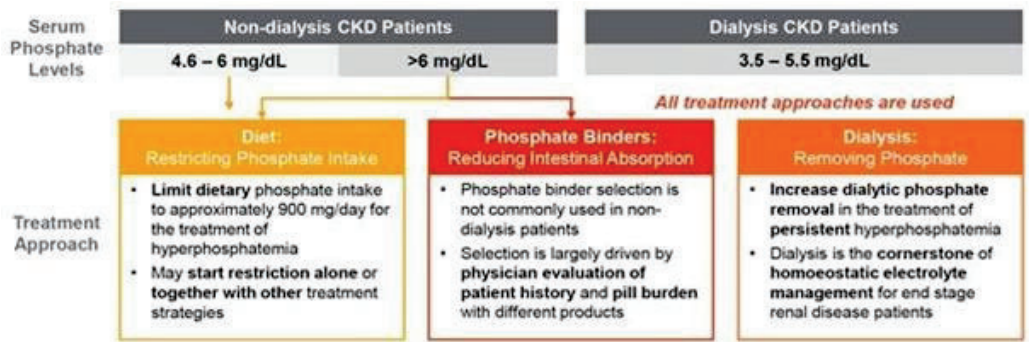 Serum
Phosphate
Levels
Non-dialysis CKD Patients
4.6 – 6 mg/dL
>6 mg/dL
Dialysis CKD Patients
3.5 – 5.5 mg/dL
All treatment approaches are used
Treatment
Approach
Diet:
Restricting Phosphate Intake
• Limit dietary phosphate intake
to approximately 900 mg/day for
the treatment of
hyperphosphatemia
• May start restriction alone or
together with other treatment
strategies
Phosphate Binders:
Reducing Intestinal Absorption
• Phosphate binder selection is
not commonly used in non-
dialysis patients
• Selection is largely driven by
physician evaluation of
patient history and pill burden
with different products
Dialysis:
Removing Phosphate
• Increase dialytic phosphate
removal in the treatment of
persistent hyperphosphatemia
• Dialysis is the cornerstone of
homoeostatic electrolyte
management for end stage
renal disease patients